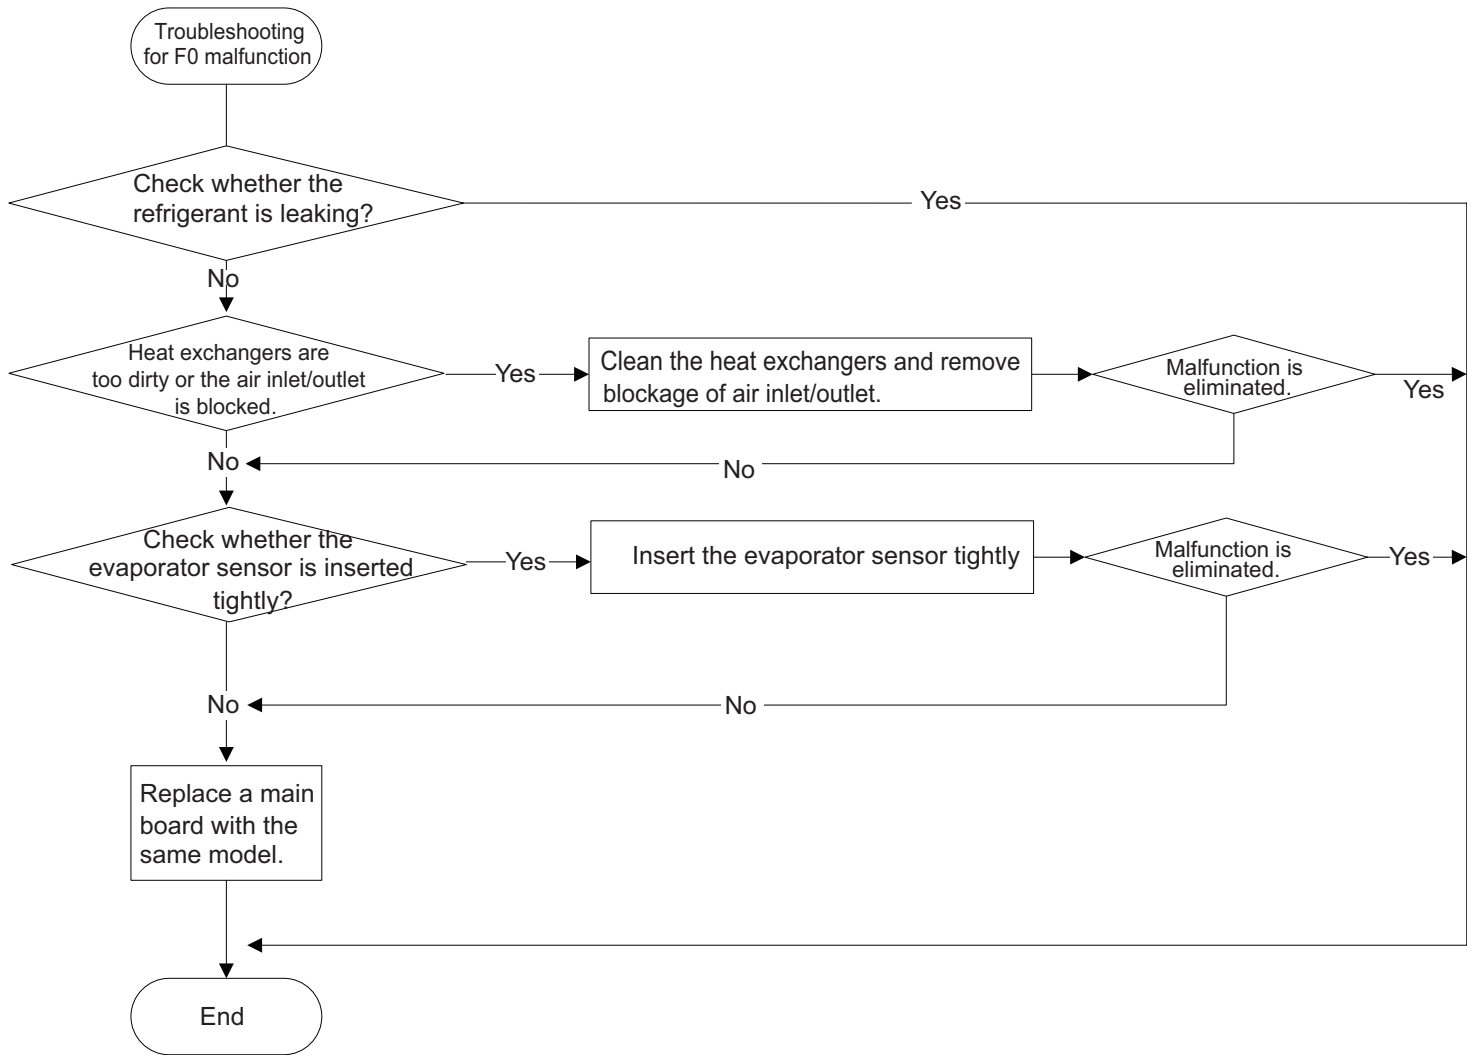 Troubleshooting
for F0 malfunction
Check whether the
refrigerant is leaking?
Yes
No
Heat exchangers are
too dirty or the air inlet/outlet
is blocked.
Yes
Clean the heat exchangers and remove
blockage of air inlet/outlet.
Malfunction is
eliminated.
Yes
No
No
Check whether the
evaporator sensor is inserted
tightly?
Yes
Insert the evaporator sensor tightly
Malfunction is
eliminated.
Yes
No
No
Replace a main
board with the
same model.
End